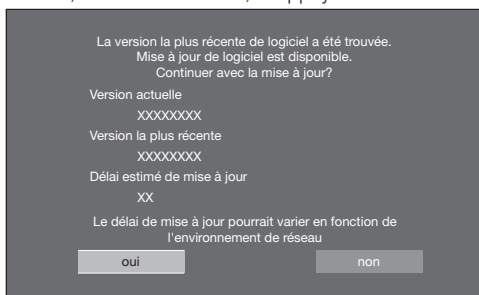 La version la plus récente de logiciel a été trouvée.
Mise à jour de logiciel est disponible.
Continuer avec la mise à jour?
Version actuelle
XXXXXXXX
Version la plus récente
XXXXXXXX
Délai estimé de mise à jour
XX
Le délai de mise à jour pourrait varier en fonction de
l'environnement de réseau
oui non